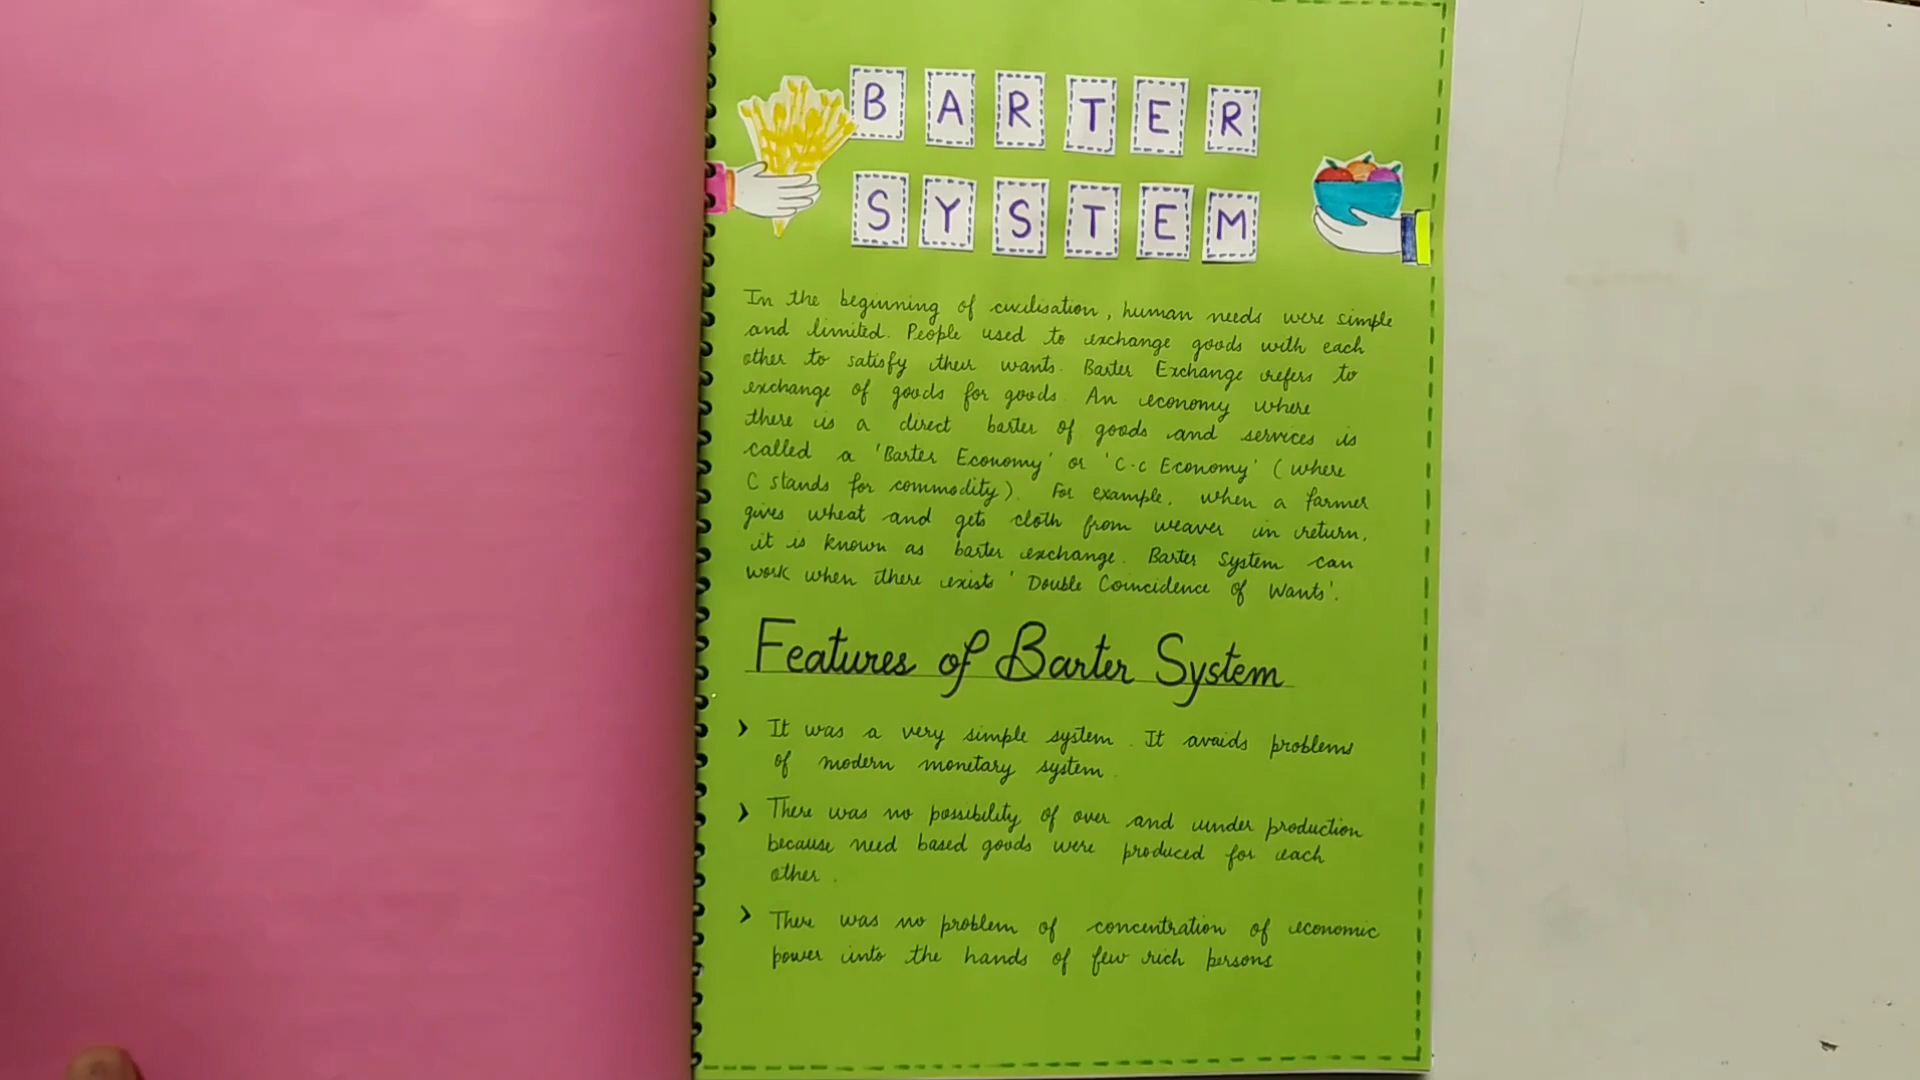 BARTER
SYSTEM
In the beginning of civilisation, human needs were simple
and limited. People used to exchange goods with each
other to satisfy their wants. Barter Exchange refers to
exchange of goods for goods. An economy where
there is a direct barter of goods and services is
called a 'Barter Economy' or 'C-C Economy' (where
C stands for commodity). For example, when a farmer
gives wheat and gets cloth from weaver in return,
it is known as barter exchange. Barter System can
work when there exists 'Double Coincidence of Wants'.
Features of Barter System
> It was a very simple system. It avoids problems
of modern monetary system.
> There was no possibility of over and under production
because need based goods were produced for each
other.
> There was no problem of concentration of economic
power into the hands of few rich persons